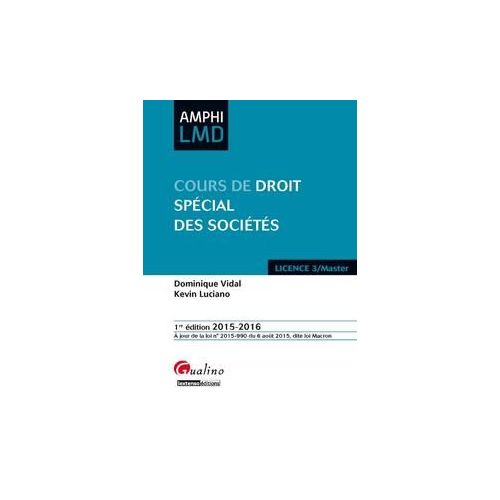 AMPHI
LMD
COURS DE DROIT
SPÉCIAL
DES SOCIÉTÉS
LICENCE 3/Master
Dominique Vidal
Kevin Luciano
1re édition 2015-2016
À jour de la loi n° 2015-990 du 6 août 2015, dite loi Macron
Gualino
lextenso éditions